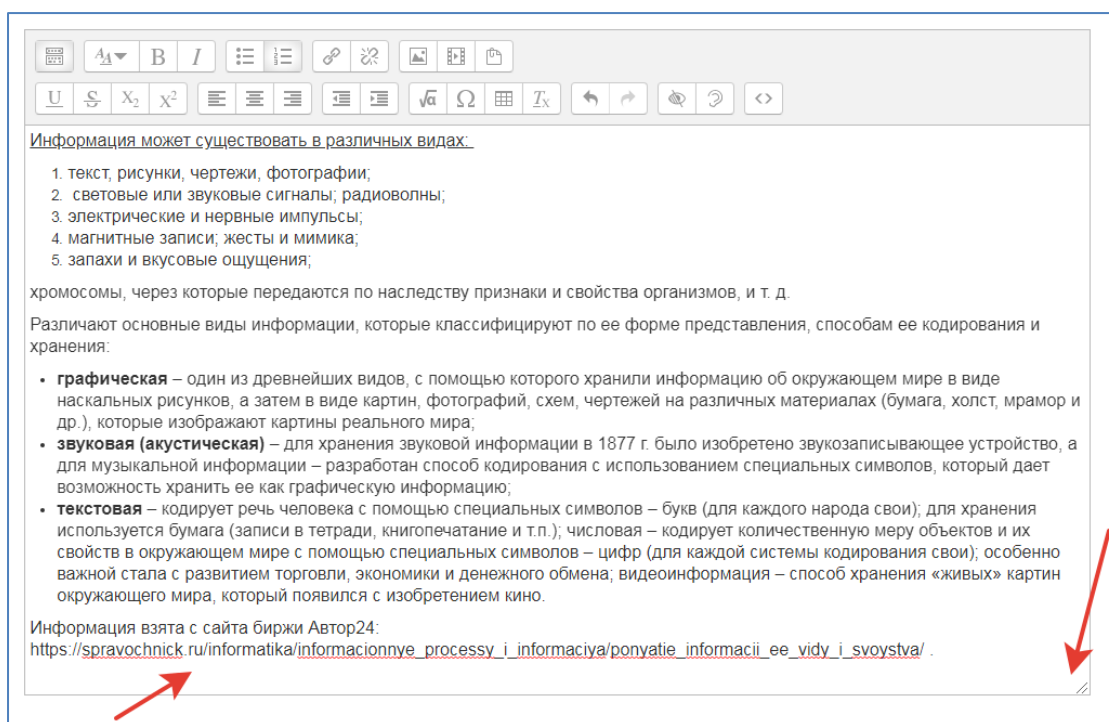 Информация может существовать в различных видах:
1. текст, рисунки, чертежи, фотографии;
2. световые или звуковые сигналы; радиоволны;
3. электрические и нервные импульсы;
4. магнитные записи; жесты и мимика;
5. запахи и вкусовые ощущения;
хромосомы, через которые передаются по наследству признаки и свойства организмов, и т. д.
Различают основные виды информации, которые классифицируют по ее форме представления, способам ее кодирования и
хранения:
• графическая – один из древнейших видов, с помощью которого хранили информацию об окружающем мире в виде
наскальных рисунков, а затем в виде картин, фотографий, схем, чертежей на различных материалах (бумага, холст, мрамор и
др.), которые изображают картины реального мира;
• звуковая (акустическая) – для хранения звуковой информации в 1877 г. было изобретено звукозаписывающее устройство, а
для музыкальной информации – разработан способ кодирования с использованием специальных символов, который дает
возможность хранить ее как графическую информацию;
• текстовая – кодирует речь человека с помощью специальных символов – букв (для каждого народа свои); для хранения
используется бумага (записи в тетради, книгопечатание и т.п.); числовая – кодирует количественную меру объектов и их
свойств в окружающем мире с помощью специальных символов – цифр (для каждой системы кодирования свои); особенно
важной стала с развитием торговли, экономики и денежного обмена; видеоинформация – способ хранения «живых» картин
окружающего мира, который появился с изобретением кино.
Информация взята с сайта биржи Автор24:
https://spravochnick.ru/informatika/informacionnye_processy_i_informaciya/ponyatie_informacii_ee_vidy_i_svoystva/ .